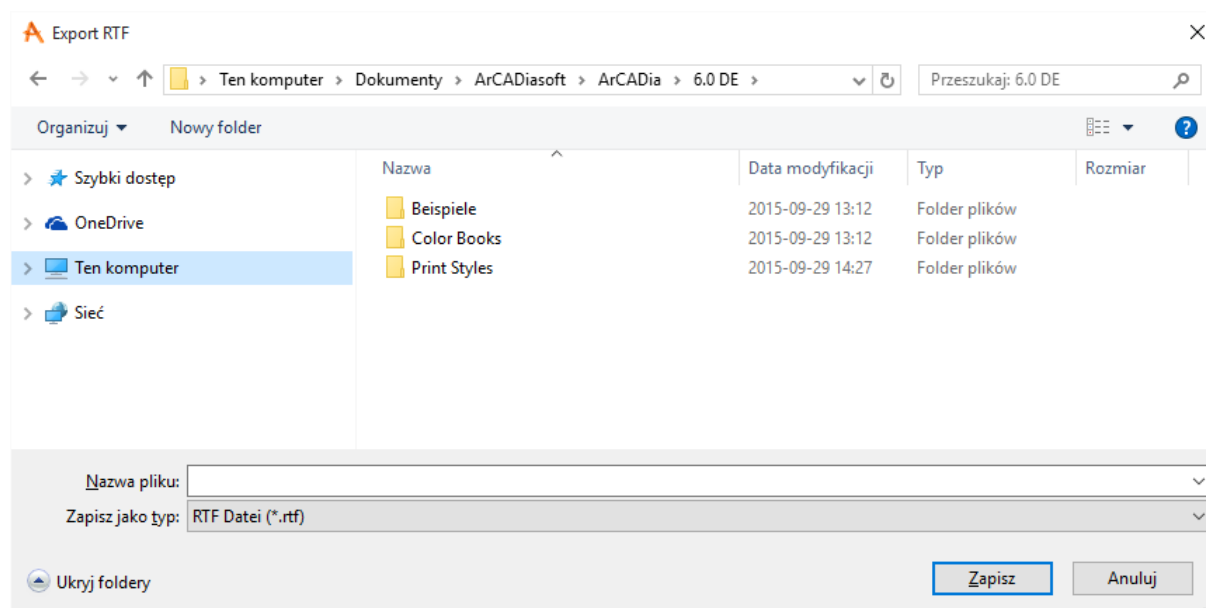 Export RTF
Ten komputer > Dokumenty > ArCADiasoft > ArCADia > 6.0 DE >
Przeszukaj: 6.0 DE
Organizuj
Nowy folder
Szybki dostęp
OneDrive
Ten komputer
Sieć
Nazwa Data modyfikacji Typ Rozmiar
Beispiele 2015-09-29 13:12 Folder plików
Color Books 2015-09-29 13:12 Folder plików
Print Styles 2015-09-29 14:27 Folder plików
Nazwa pliku:
Zapisz jako typ: RTF Datei (*.rtf)
Ukryj foldery
Zapisz
Anuluj